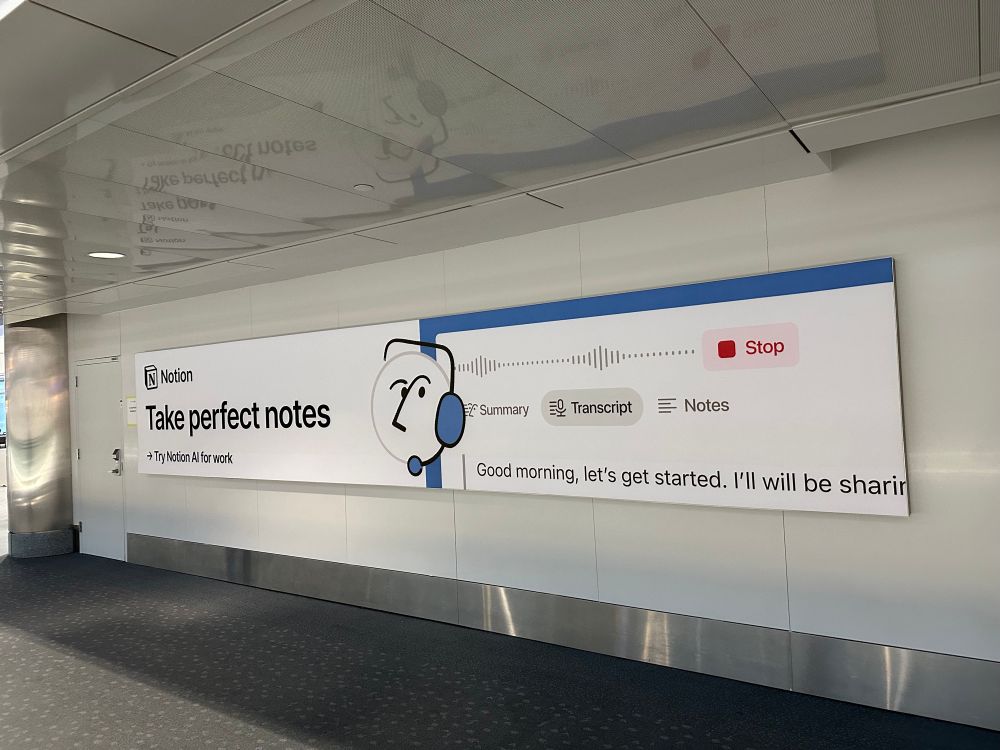 Notion
Take perfect notes
→ Try Notion AI for work
Stop
Summary
Transcript
Notes
Good morning, let's get started. I'll will be sharin